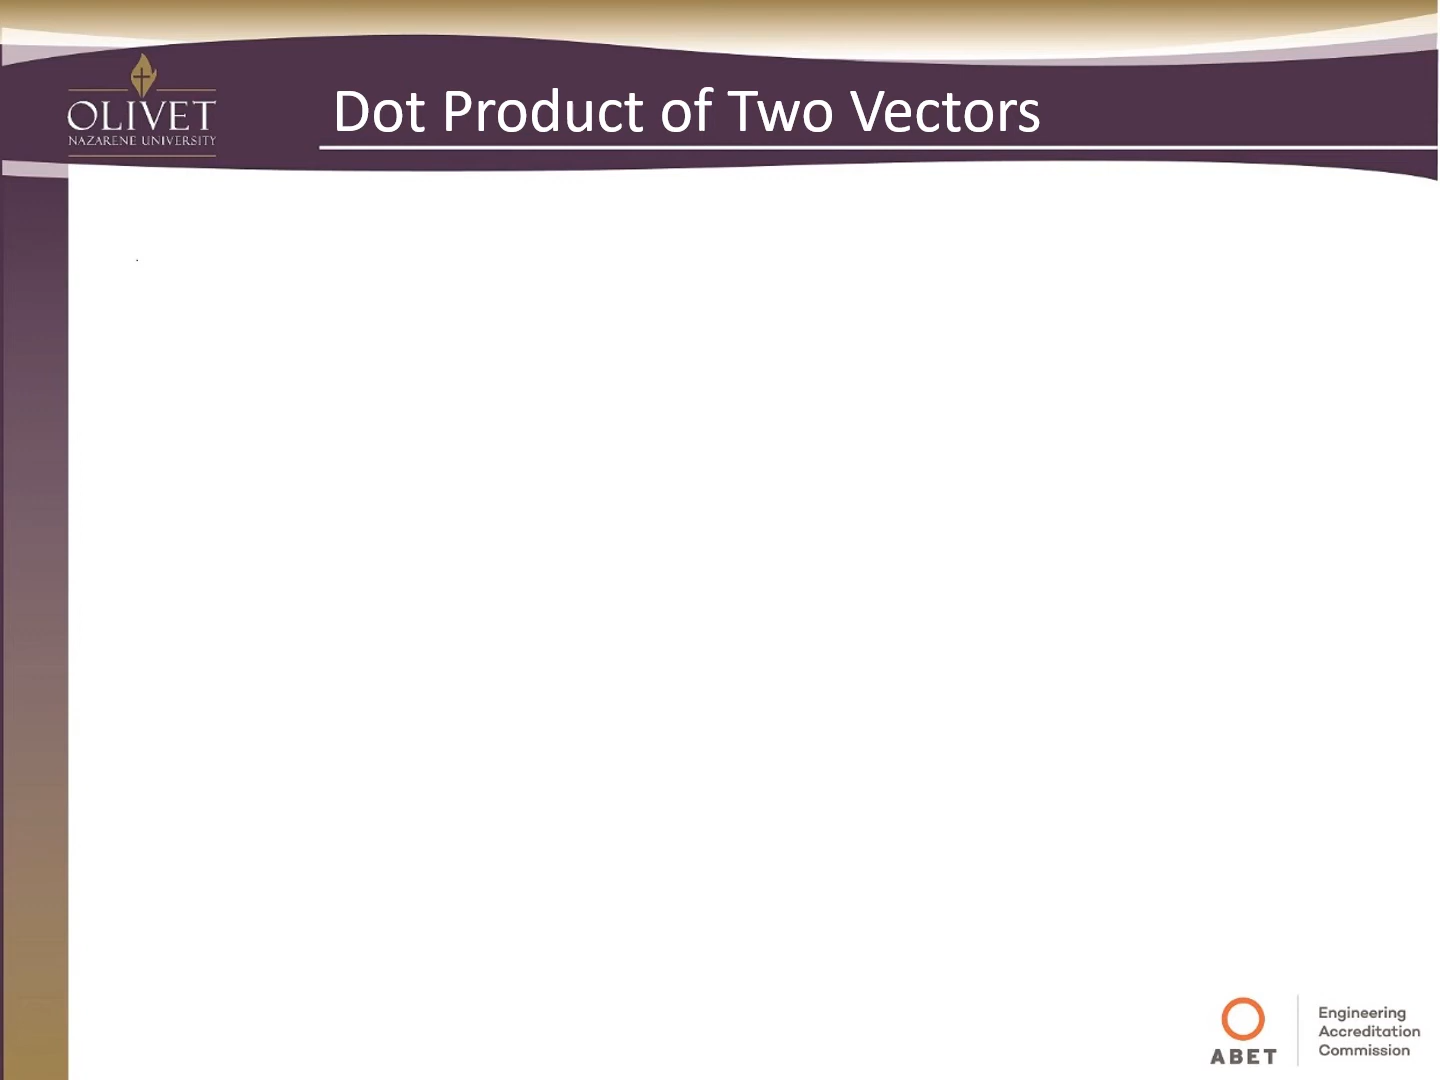 OLIVET
NAZARENE UNIVERSITY
Dot Product of Two Vectors
.
ABET
Engineering
Accreditation
Commission